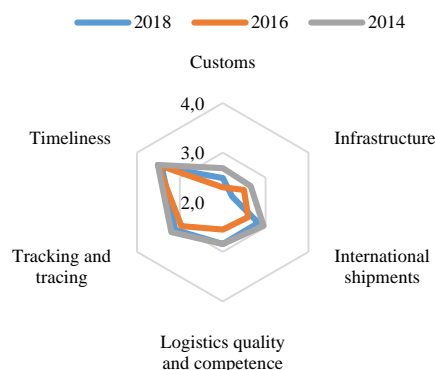 2018 2016 2014
Customs
4,0
Timeliness
Infrastructure
3,0
2,0
Tracking and
tracing
International
shipments
Logistics quality
and competence